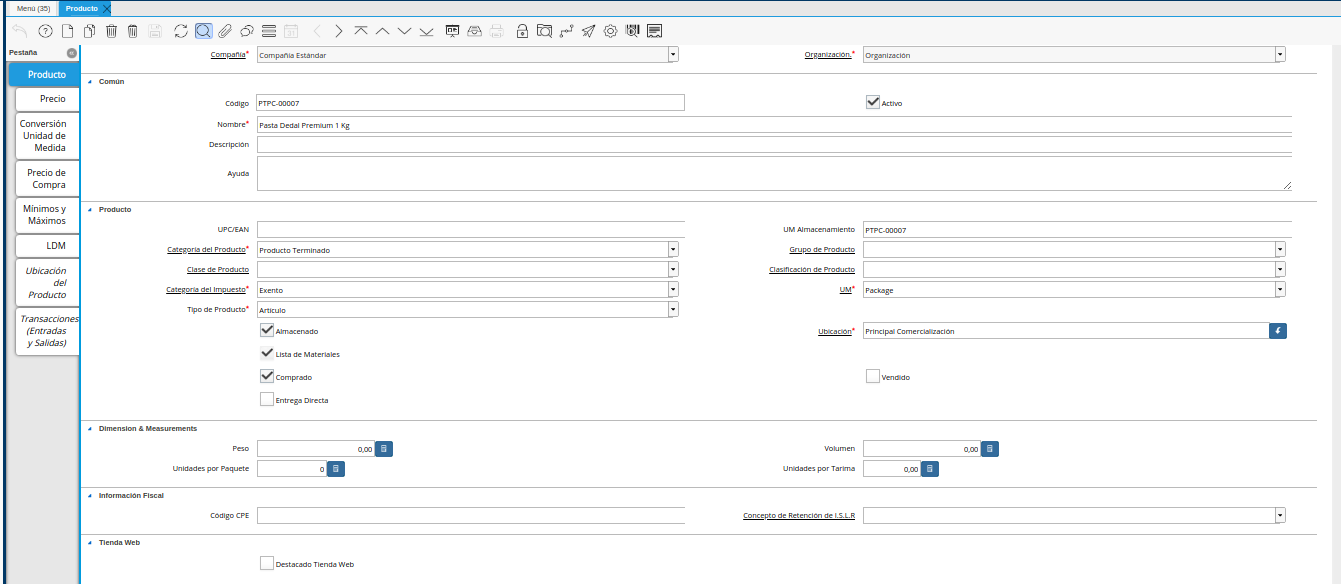 Menú (35) Producto
Pestaña
Producto
Precio
Conversión
Unidad de
Medida
Precio de
Compra
Mínimos y
Máximos
LDM
Ubicación
del
Producto
Transacciones
(Entradas
y Salidas)
Compañía* Compañía Estándar Organización.* Organización
Común
Código PTPC-00007 Activo
Nombre* Pasta Dedal Premium 1 Kg
Descripción
Ayuda
Producto
UPC/EAN UM Almacenamiento PTPC-00007
Categoría del Producto* Producto Terminado Grupo de Producto
Clase de Producto Clasificación de Producto
Categoría del Impuesto* Exento UM* Package
Tipo de Producto* Artículo
Almacenado Ubicación* Principal Comercialización
Lista de Materiales
Comprado Vendido
Entrega Directa
Dimension & Measurements
Peso 0,00 Volumen 0,00
Unidades por Paquete 0 Unidades por Tarima 0,00
Información Fiscal
Código CPE Concepto de Retención de I.S.L.R
Tienda Web
Destacado Tienda Web